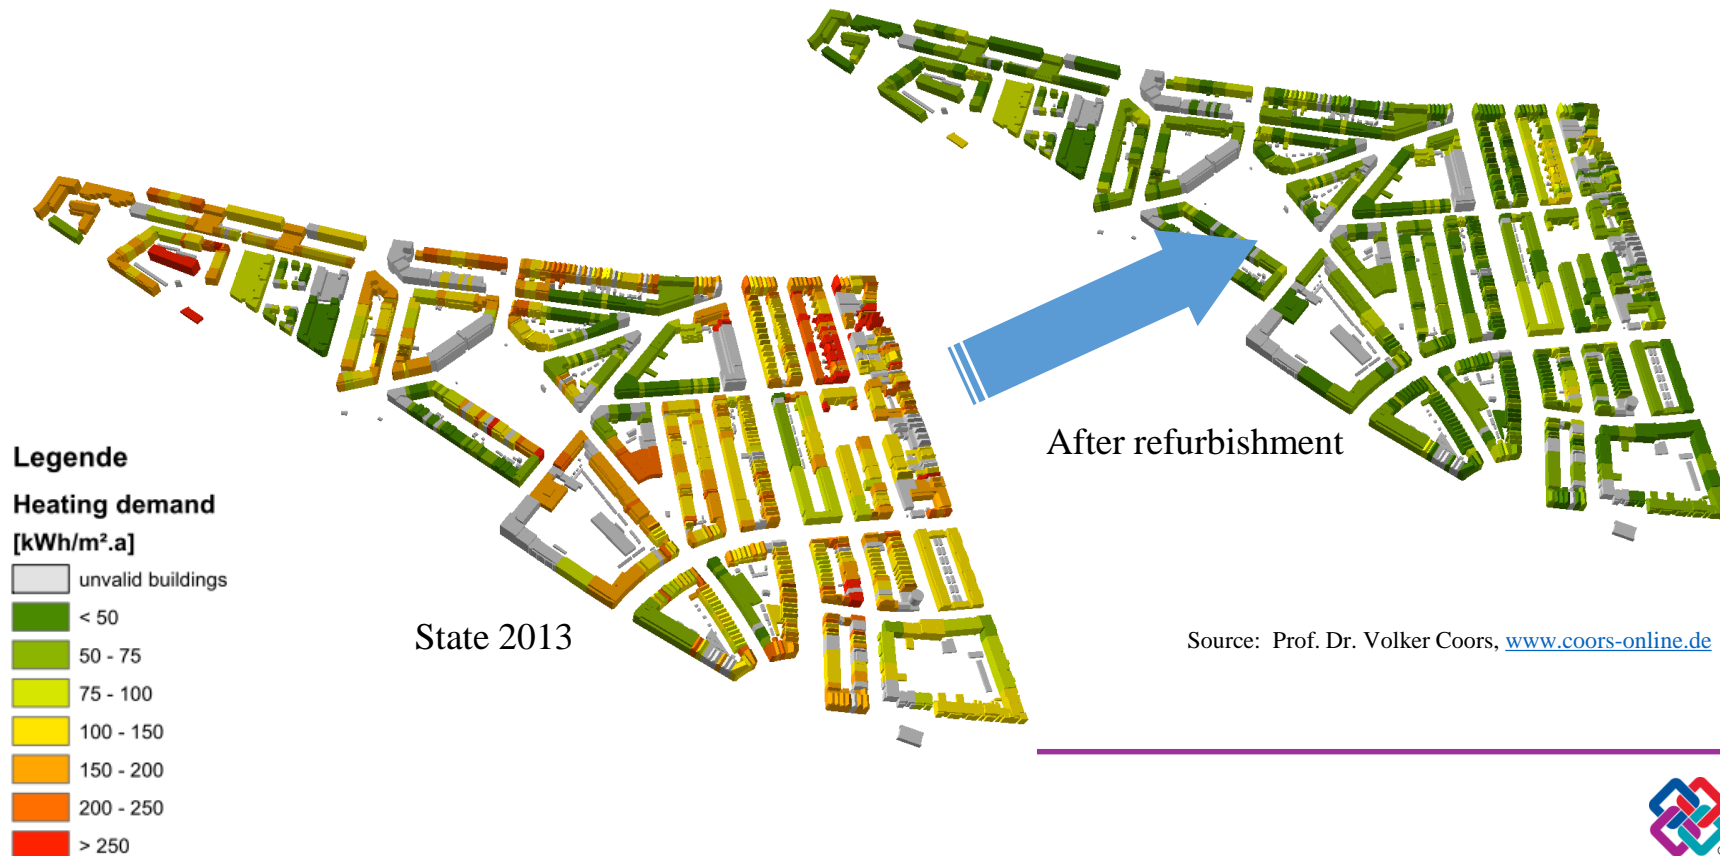 After refurbishment
Legende
Heating demand
[kWh/m².a]
unvalid buildings
< 50
50 - 75
75 - 100
100 - 150
150 - 200
200 - 250
> 250
State 2013
Source: Prof. Dr. Volker Coors, www.coors-online.de